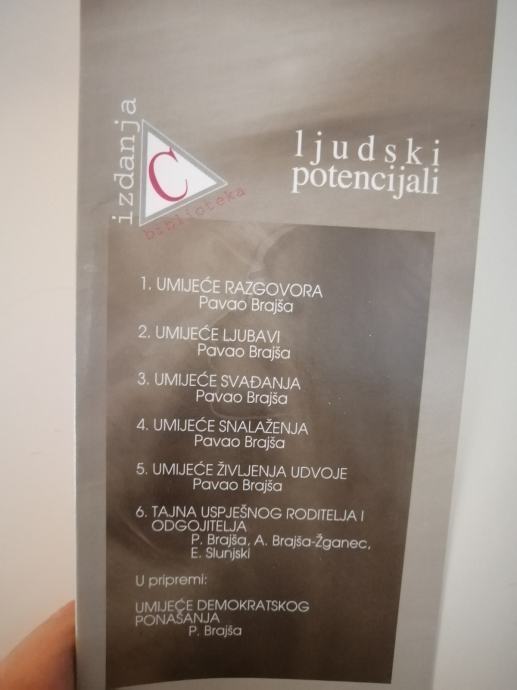 izdanja
C
biblioteka
ljudski
potencijali
1. UMIJEĆE RAZGOVORA
Pavao Brajša
2. UMIJEĆE LJUBAVI
Pavao Brajša
3. UMIJEĆE SVAĐANJA
Pavao Brajša
4. UMIJEĆE SNALAŽENJA
Pavao Brajša
5. UMIJEĆE ŽIVLJENJA UDVOJE
Pavao Brajša
6. TAJNA USPJEŠNOG RODITELJA I
ODGOJITELJA
P. Brajša, A. Brajša-Žganec,
E. Slunjski
U pripremi:
UMIJEĆE DEMOKRATSKOG
PONAŠANJA
P. Brajša